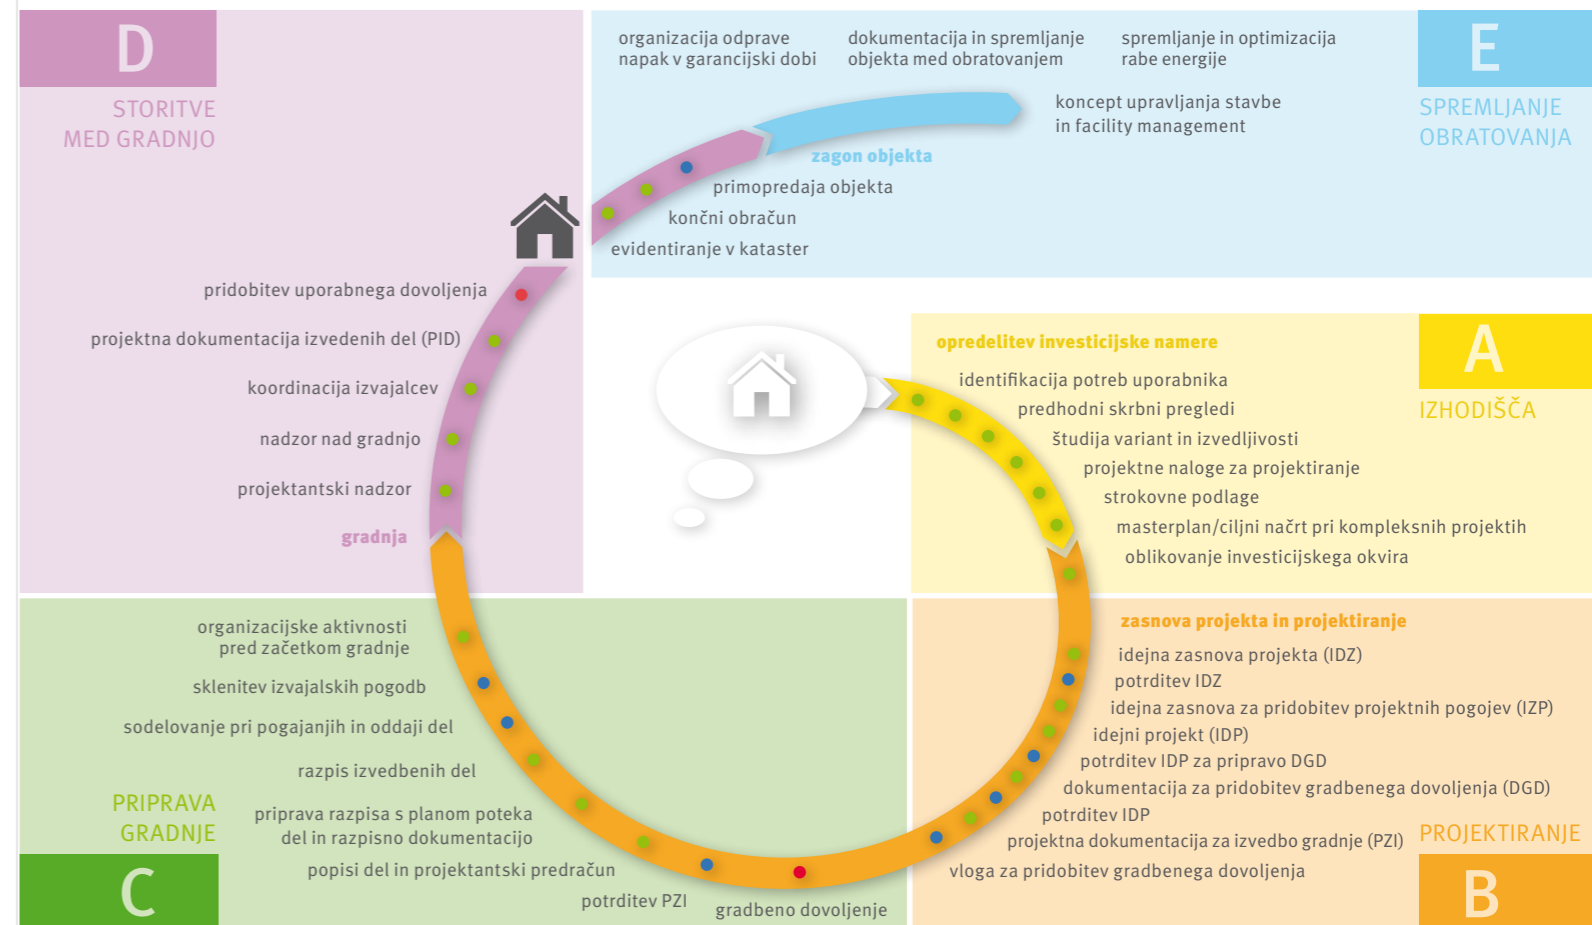 D
STORITVE
MED GRADNJO
pridobitev uporabnega dovoljenja
projektna dokumentacija izvedenih del (PID)
koordinacija izvajalcev
nadzor nad gradnjo
projektantski nadzor
gradnja
organizacija odprave
napak v garancijski dobi
dokumentacija in spremljanje
objekta med obratovanjem
spremljanje in optimizacija
rabe energije
koncept upravljanja stavbe
in facility management
zagon objekta
primopredaja objekta
končni obračun
evidentiranje v kataster
E
SPREMLJANJE
OBRATOVANJA
opredelitev investicijske namere
identifikacija potreb uporabnika
predhodni skrbni pregledi
študija variant in izvedljivosti
projektne naloge za projektiranje
strokovne podlage
masterplan/ciljni načrt pri kompleksnih projektih
oblikovanje investicijskega okvira
A
IZHODIŠČA
zasnova projekta in projektiranje
idejna zasnova projekta (IDZ)
potrditev IDZ
idejna zasnova za pridobitev projektnih pogojev (IZP)
idejni projekt (IDP)
potrditev IDP za pripravo DGD
dokumentacija za pridobitev gradbenega dovoljenja (DGD)
potrditev IDP
projektna dokumentacija za izvedbo gradnje (PZI)
vloga za pridobitev gradbenega dovoljenja
PROJEKTIRANJE
B
organizacijske aktivnosti
pred začetkom gradnje
sklenitev izvajalskih pogodb
sodelovanje pri pogajanjih in oddaji del
razpis izvedbenih del
priprava razpisa s planom poteka
del in razpisno dokumentacijo
popisi del in projektantski predračun
potrditev PZI
gradbeno dovoljenje
PRIPRAVA
GRADNJE
C